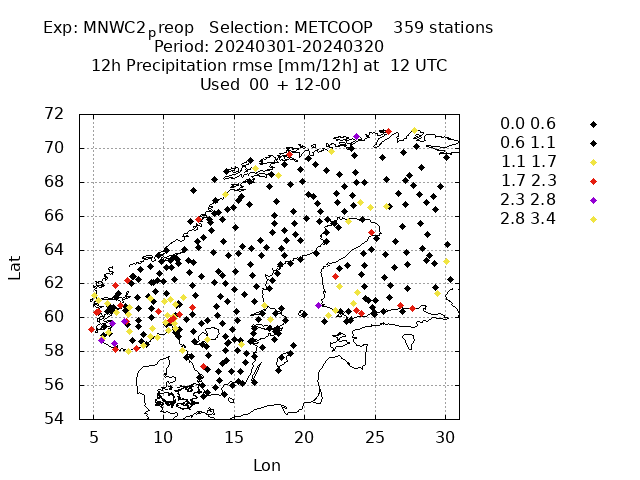 Exp: MNWC2preop Selection: METCOOP 359 stations
Period: 20240301-20240320
12h Precipitation rmse [mm/12h] at 12 UTC
Used 00 + 12-00
72
70
68
66
64
62
60
58
56
54
5 10 15 20 25 30
Lat
Lon
0.0 0.6
0.6 1.1
1.1 1.7
1.7 2.3
2.3 2.8
2.8 3.4